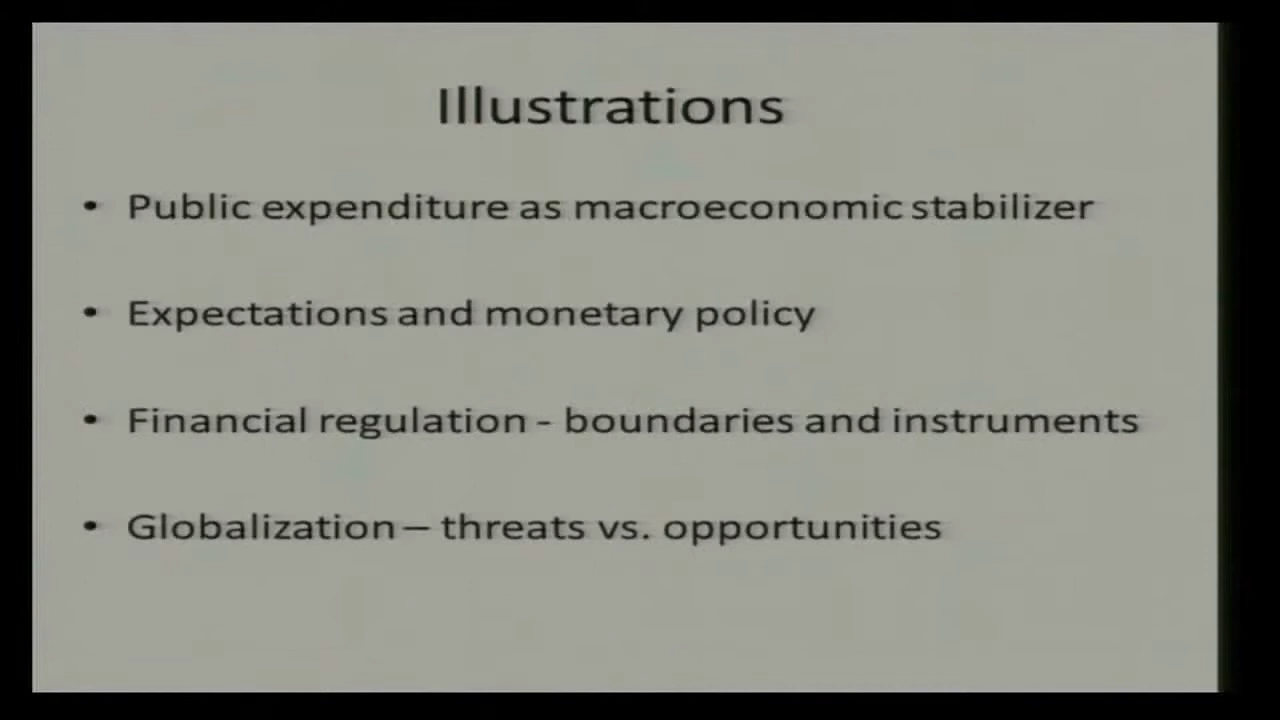 Illustrations
• Public expenditure as macroeconomic stabilizer
• Expectations and monetary policy
• Financial regulation - boundaries and instruments
• Globalization – threats vs. opportunities